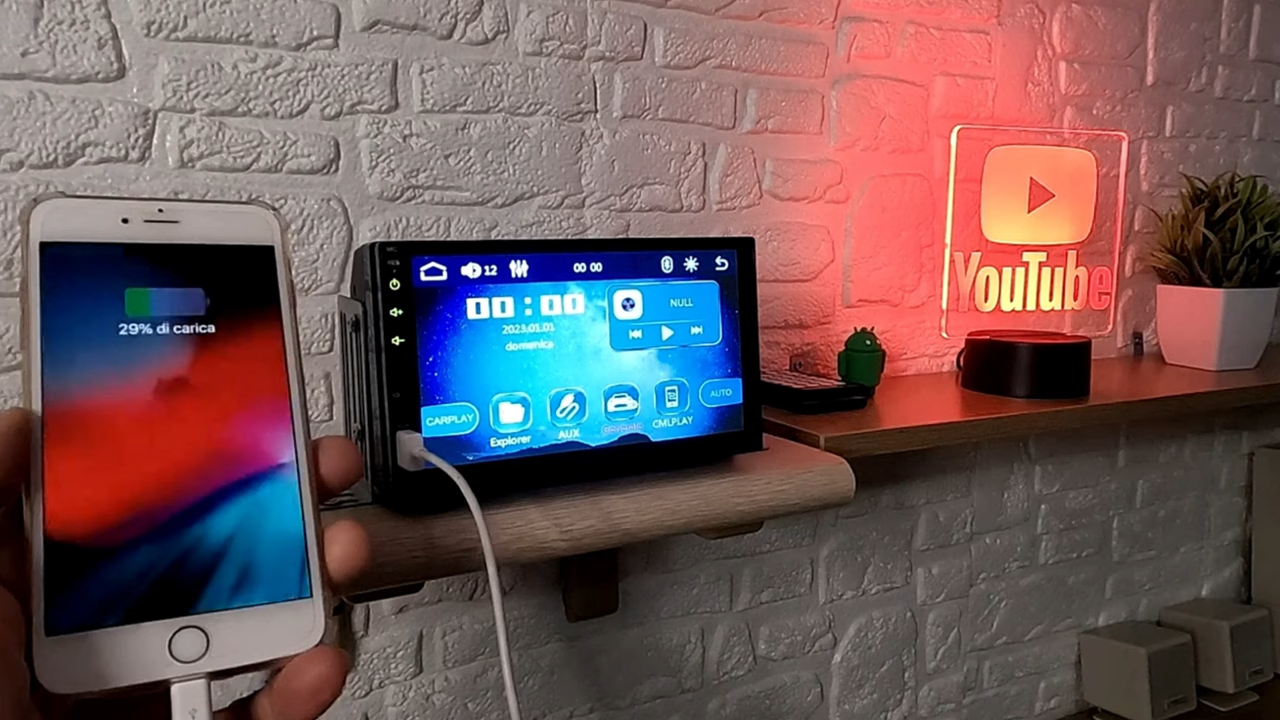 29% di carica
12
00 00
00 : 00
2023.01.01
domenica
NULL
CARPLAY
Explorer
AUX
CMLPLAY
AUTO
YouTube